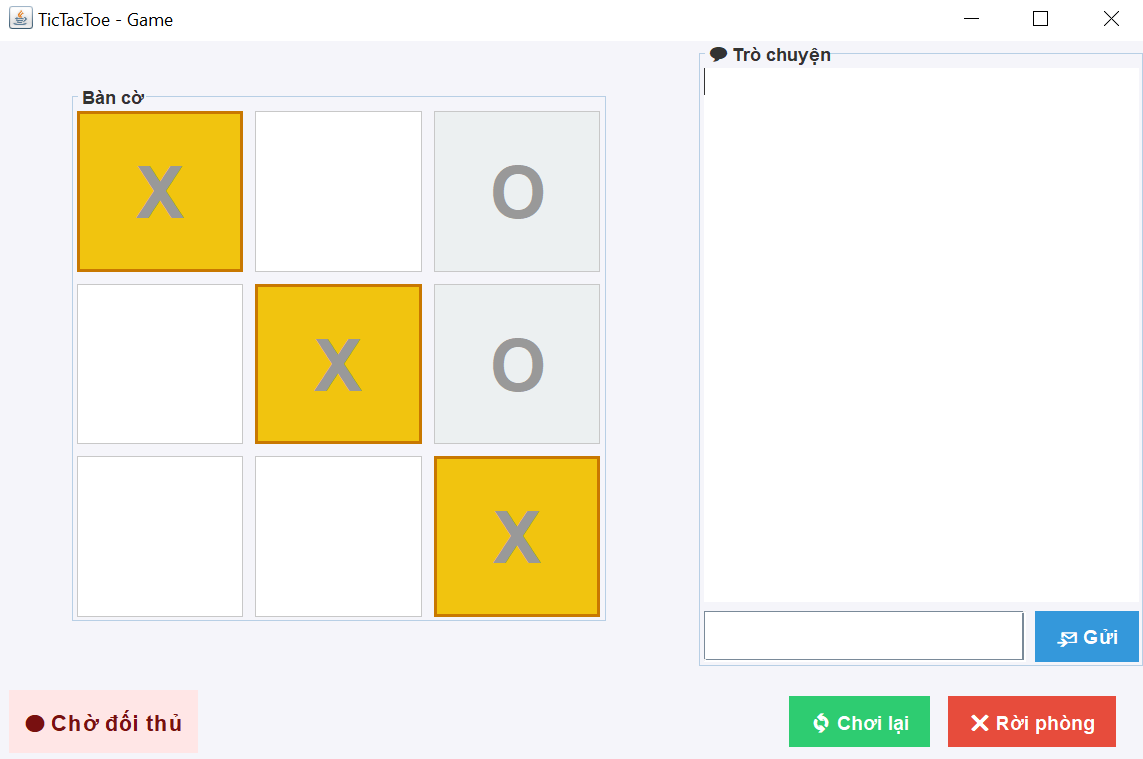 TicTacToe - Game
Trò chuyện
Bàn cờ
X O
X O
X
Gửi
Chờ đối thủ
Chơi lại
Rời phòng